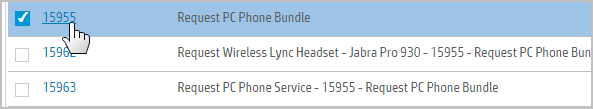 15955 Request PC Phone Bundle
15962 Request Wireless Lync Headset - Jabra Pro 930 - 15955 - Request PC Phone Bun
15963 Request PC Phone Service - 15955 - Request PC Phone Bundle